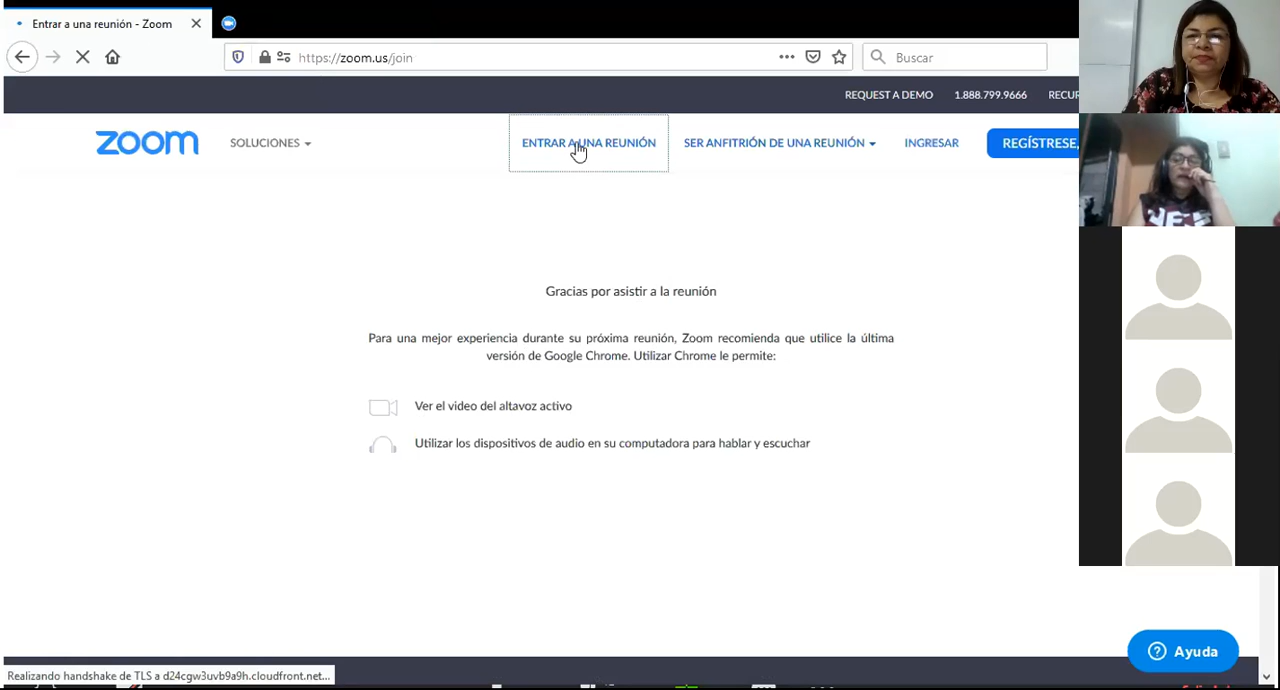 Entrar a una reunión - Zoom
https://zoom.us/join
Buscar
REQUEST A DEMO 1.888.799.9666
zoom SOLUCIONES ENTRAR A UNA REUNIÓN SER ANFITRIÓN DE UNA REUNIÓN INGRESAR REGÍSTRESE,
Gracias por asistir a la reunión
Para una mejor experiencia durante su próxima reunión, Zoom recomienda que utilice la última
versión de Google Chrome. Utilizar Chrome le permite:
Ver el video del altavoz activo
Utilizar los dispositivos de audio en su computadora para hablar y escuchar
Ayuda
Realizando handshake de TLS a d24cgw3uvb9a9h.cloudfront.net...